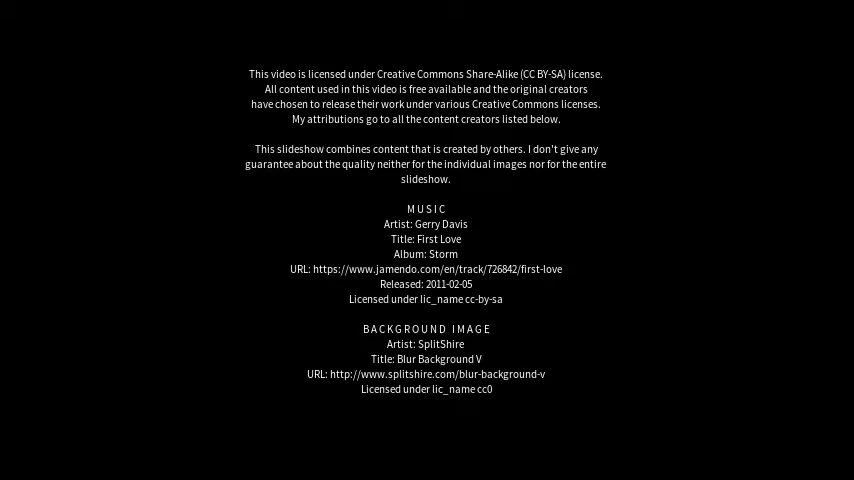 This video is licensed under Creative Commons Share-Alike (CC BY-SA) license.
All content used in this video is free available and the original creators
have chosen to release their work under various Creative Commons licenses.
My attributions go to all the content creators listed below.
This slideshow combines content that is created by others. I don't give any
guarantee about the quality neither for the individual images nor for the entire
slideshow.
MUSIC
Artist: Gerry Davis
Title: First Love
Album: Storm
URL: https://www.jamendo.com/en/track/726842/first-love
Released: 2011-02-05
Licensed under lic_name cc-by-sa
BACKGROUND IMAGE
Artist: SplitShire
Title: Blur Background V
URL: http://www.splitshire.com/blur-background-v
Licensed under lic_name cc0